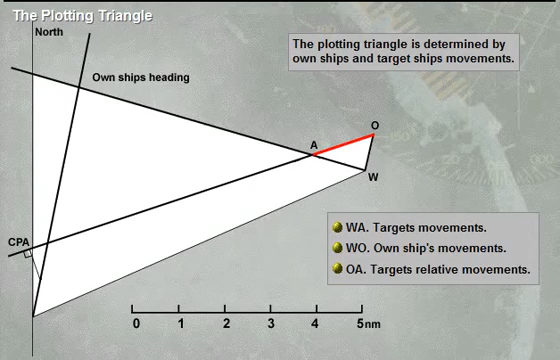 The Plotting Triangle
North
The plotting triangle is determined by
own ships and target ships movements.
Own ships heading
O
A
W
WA. Targets movements.
CPA
WO. Own ship's movements.
OA. Targets relative movements.
0 1 2 3 4 5nm